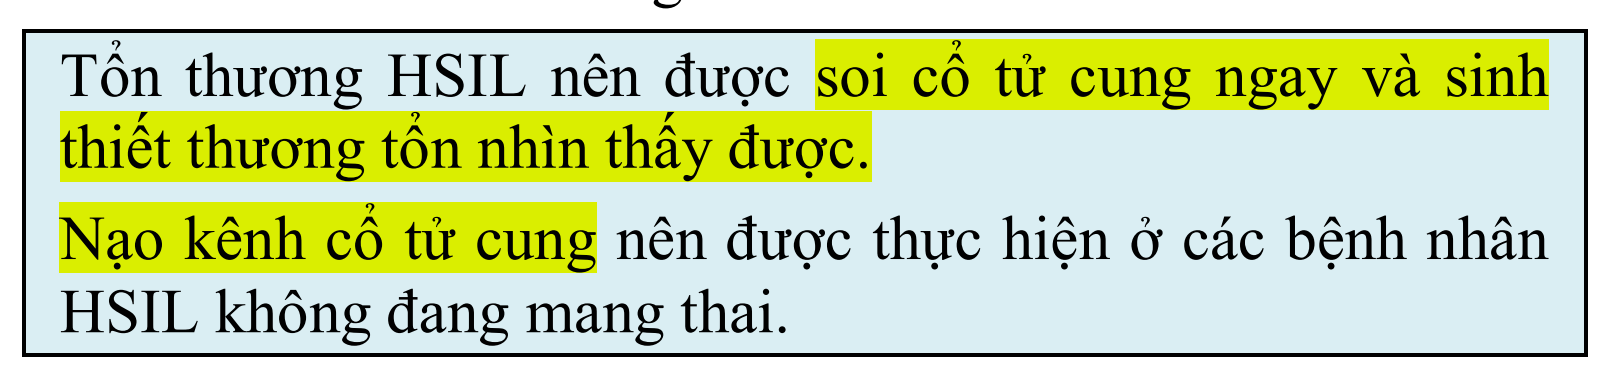 Tổn thương HSIL nên được soi cổ tử cung ngay và sinh
thiết thương tổn nhìn thấy được.
Nạo kênh cổ tử cung nên được thực hiện ở các bệnh nhân
HSIL không đang mang thai.